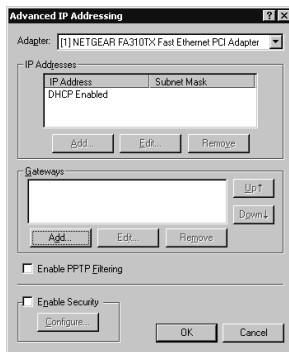 Advanced IP Addressing
Adapter: [1] NETGEAR FA310TX Fast Ethernet PCI Adapter
IP Addresses
IP Address Subnet Mask
DHCP Enabled
Add... Edit... Remove
Gateways
Up↑
Down↓
Add... Edit... Remove
Enable PPTP Filtering
Enable Security
Configure...
OK Cancel